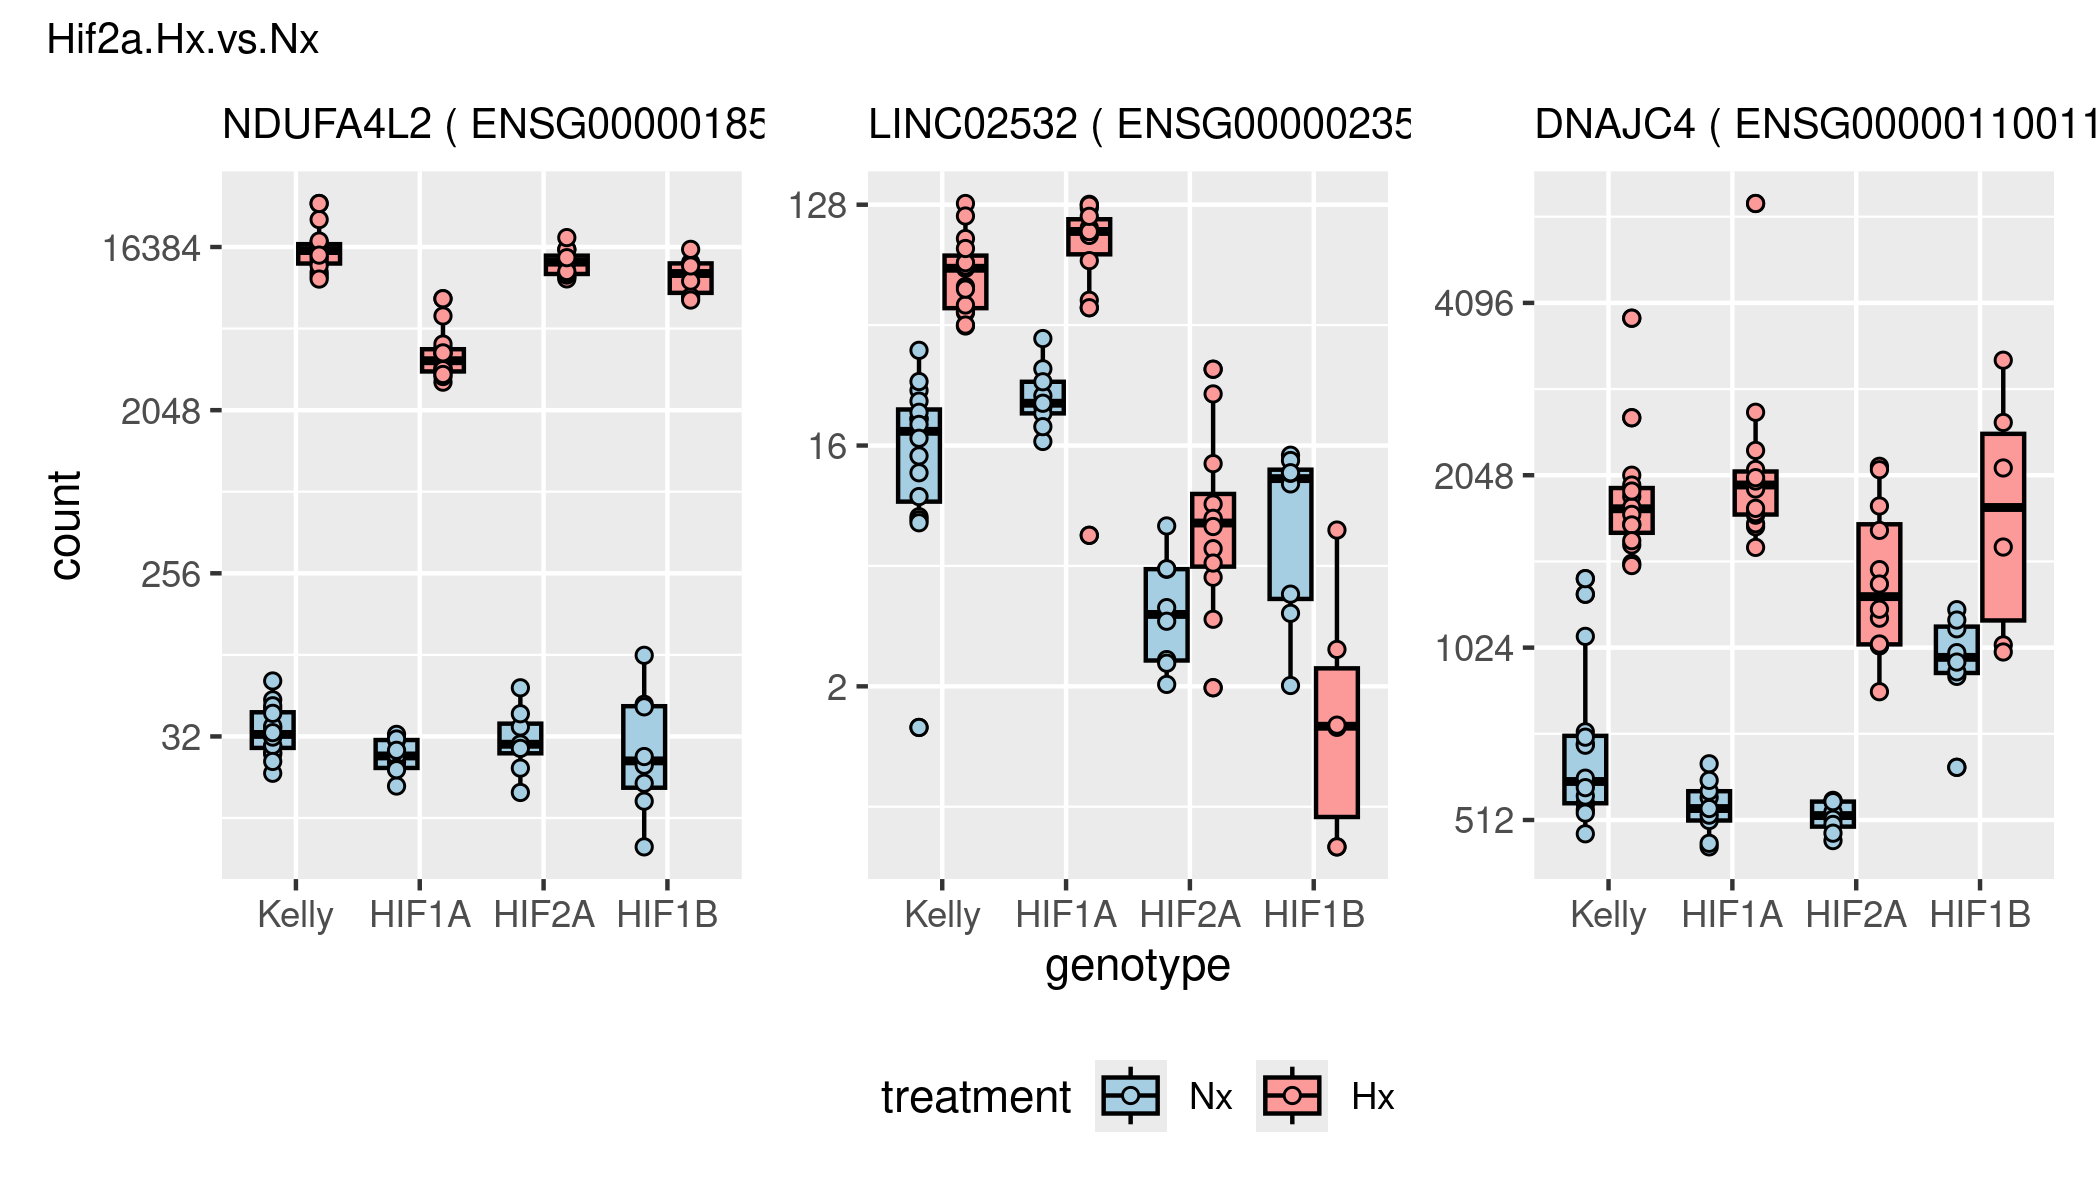 Hif2a.Hx.vs.Nx
NDUFA4L2 ( ENSG00000185
LINC02532 ( ENSG00000235
DNAJC4 ( ENSG00000110011
count
16384
2048
256
32
128
16
2
4096
2048
1024
512
Kelly HIF1A HIF2A HIF1B
Kelly HIF1A HIF2A HIF1B
Kelly HIF1A HIF2A HIF1B
genotype
treatment Nx Hx